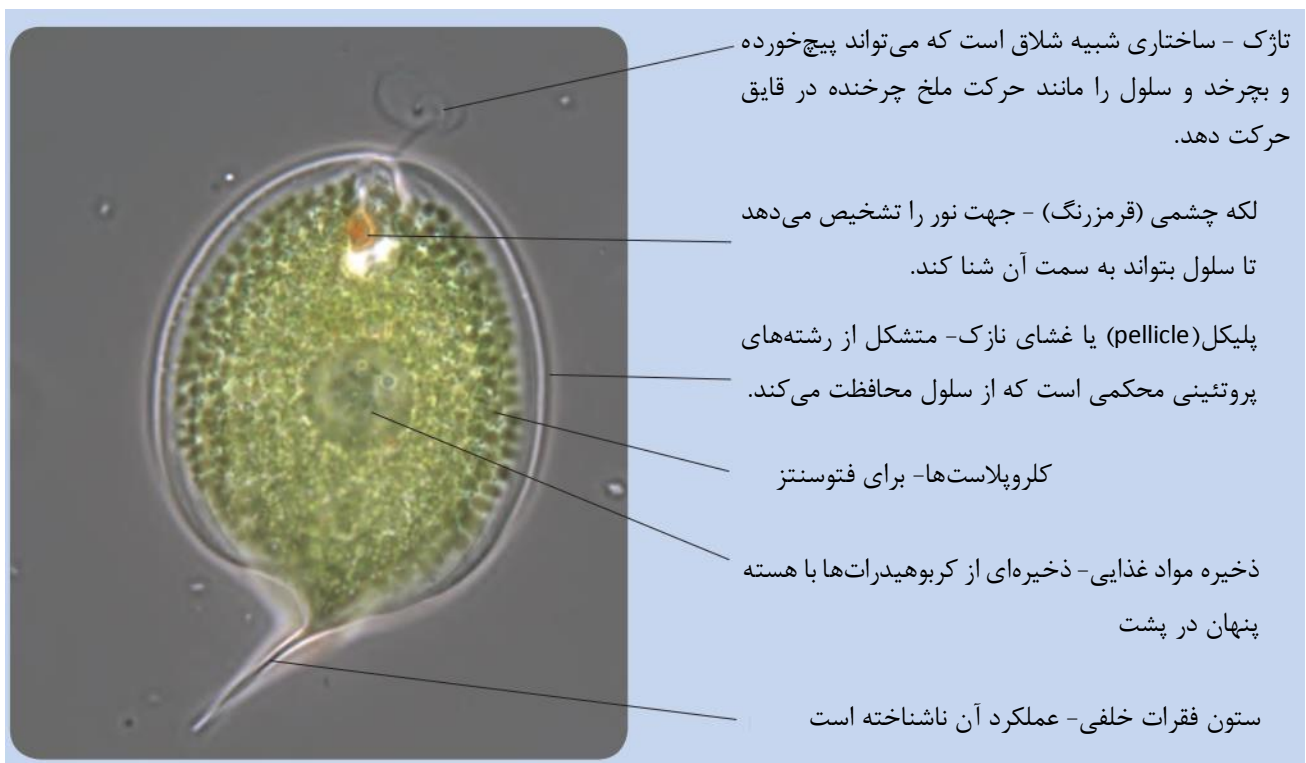 تاژک - ساختاری شبیه شلاق است که می‌تواند پیچ‌خورده
و بچرخد و سلول را مانند حرکت ملخ چرخنده در قایق
حرکت دهد.
لکه چشمی (قرمزرنگ) - جهت نور را تشخیص می‌دهد
تا سلول بتواند به سمت آن شنا کند.
پلیکل(pellicle) یا غشای نازک- متشکل از رشته‌های
پروتئینی محکمی است که از سلول محافظت می‌کند.
کلروپلاست‌ها- برای فتوسنتز
ذخیره مواد غذایی- ذخیره‌ای از کربوهیدرات‌ها با هسته
پنهان در پشت
ستون فقرات خلفی- عملکرد آن ناشناخته است